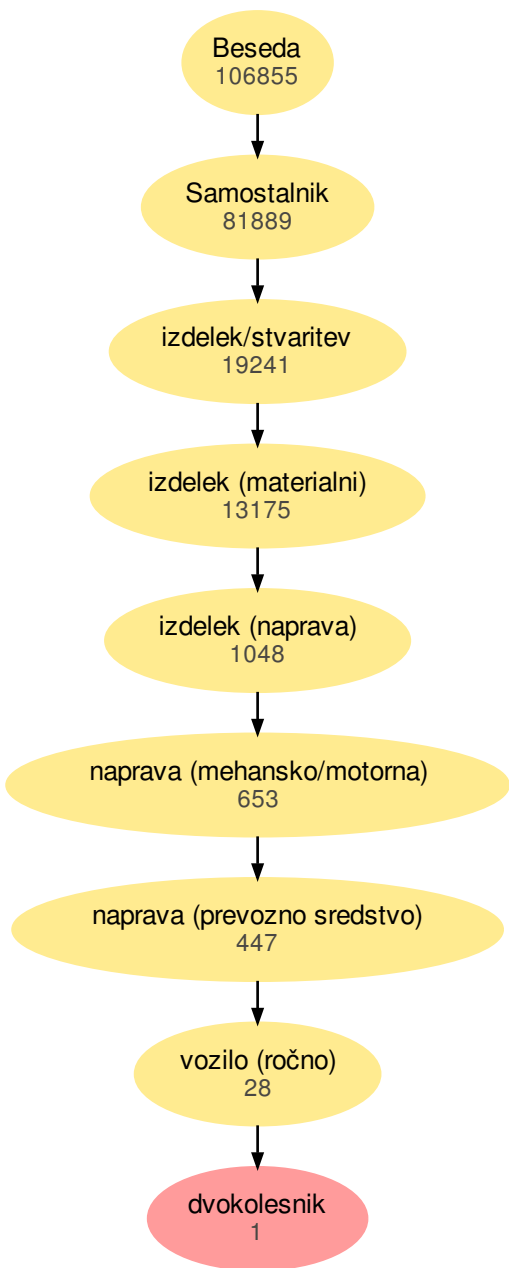 Beseda
106855
Samostalnik
81889
izdelek/stvaritev
19241
izdelek (materialni)
13175
izdelek (naprava)
1048
naprava (mehansko/motorna)
653
naprava (prevozno sredstvo)
447
vozilo (ročno)
28
dvokolesnik
1